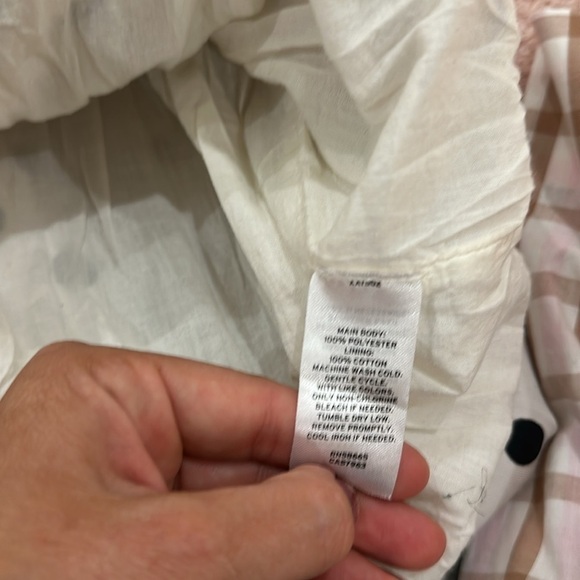 MAIN BODY:
100% POLYESTER
LINING:
100% COTTON
MACHINE WASH COLD.
GENTLE CYCLE.
WITH LIKE COLORS.
ONLY NON-CHLORINE
BLEACH IF NEEDED.
TUMBLE DRY LOW.
REMOVE PROMPTLY.
COOL IRON IF NEEDED.